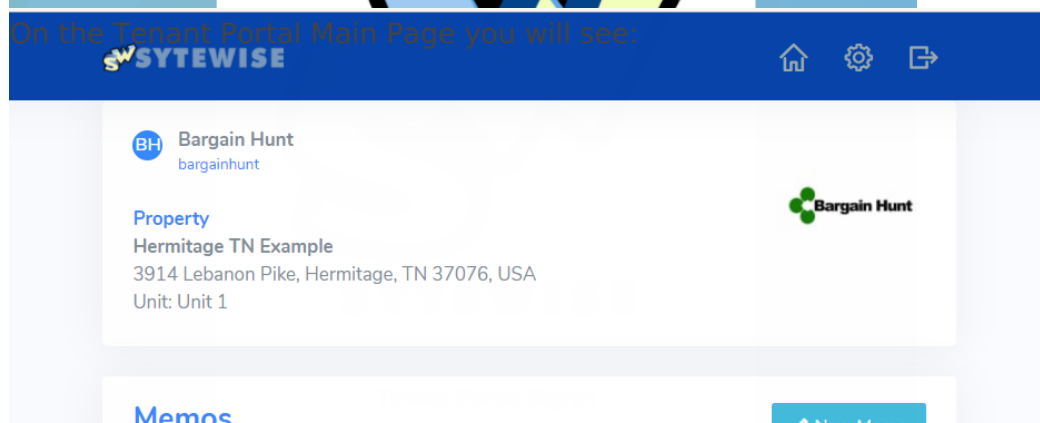 On the Tenant Portal Main Page you will see:
SW SYTEWISE
BH Bargain Hunt
bargainhunt
Bargain Hunt
Property
Hermitage TN Example
3914 Lebanon Pike, Hermitage, TN 37076, USA
Unit: Unit 1
Memos